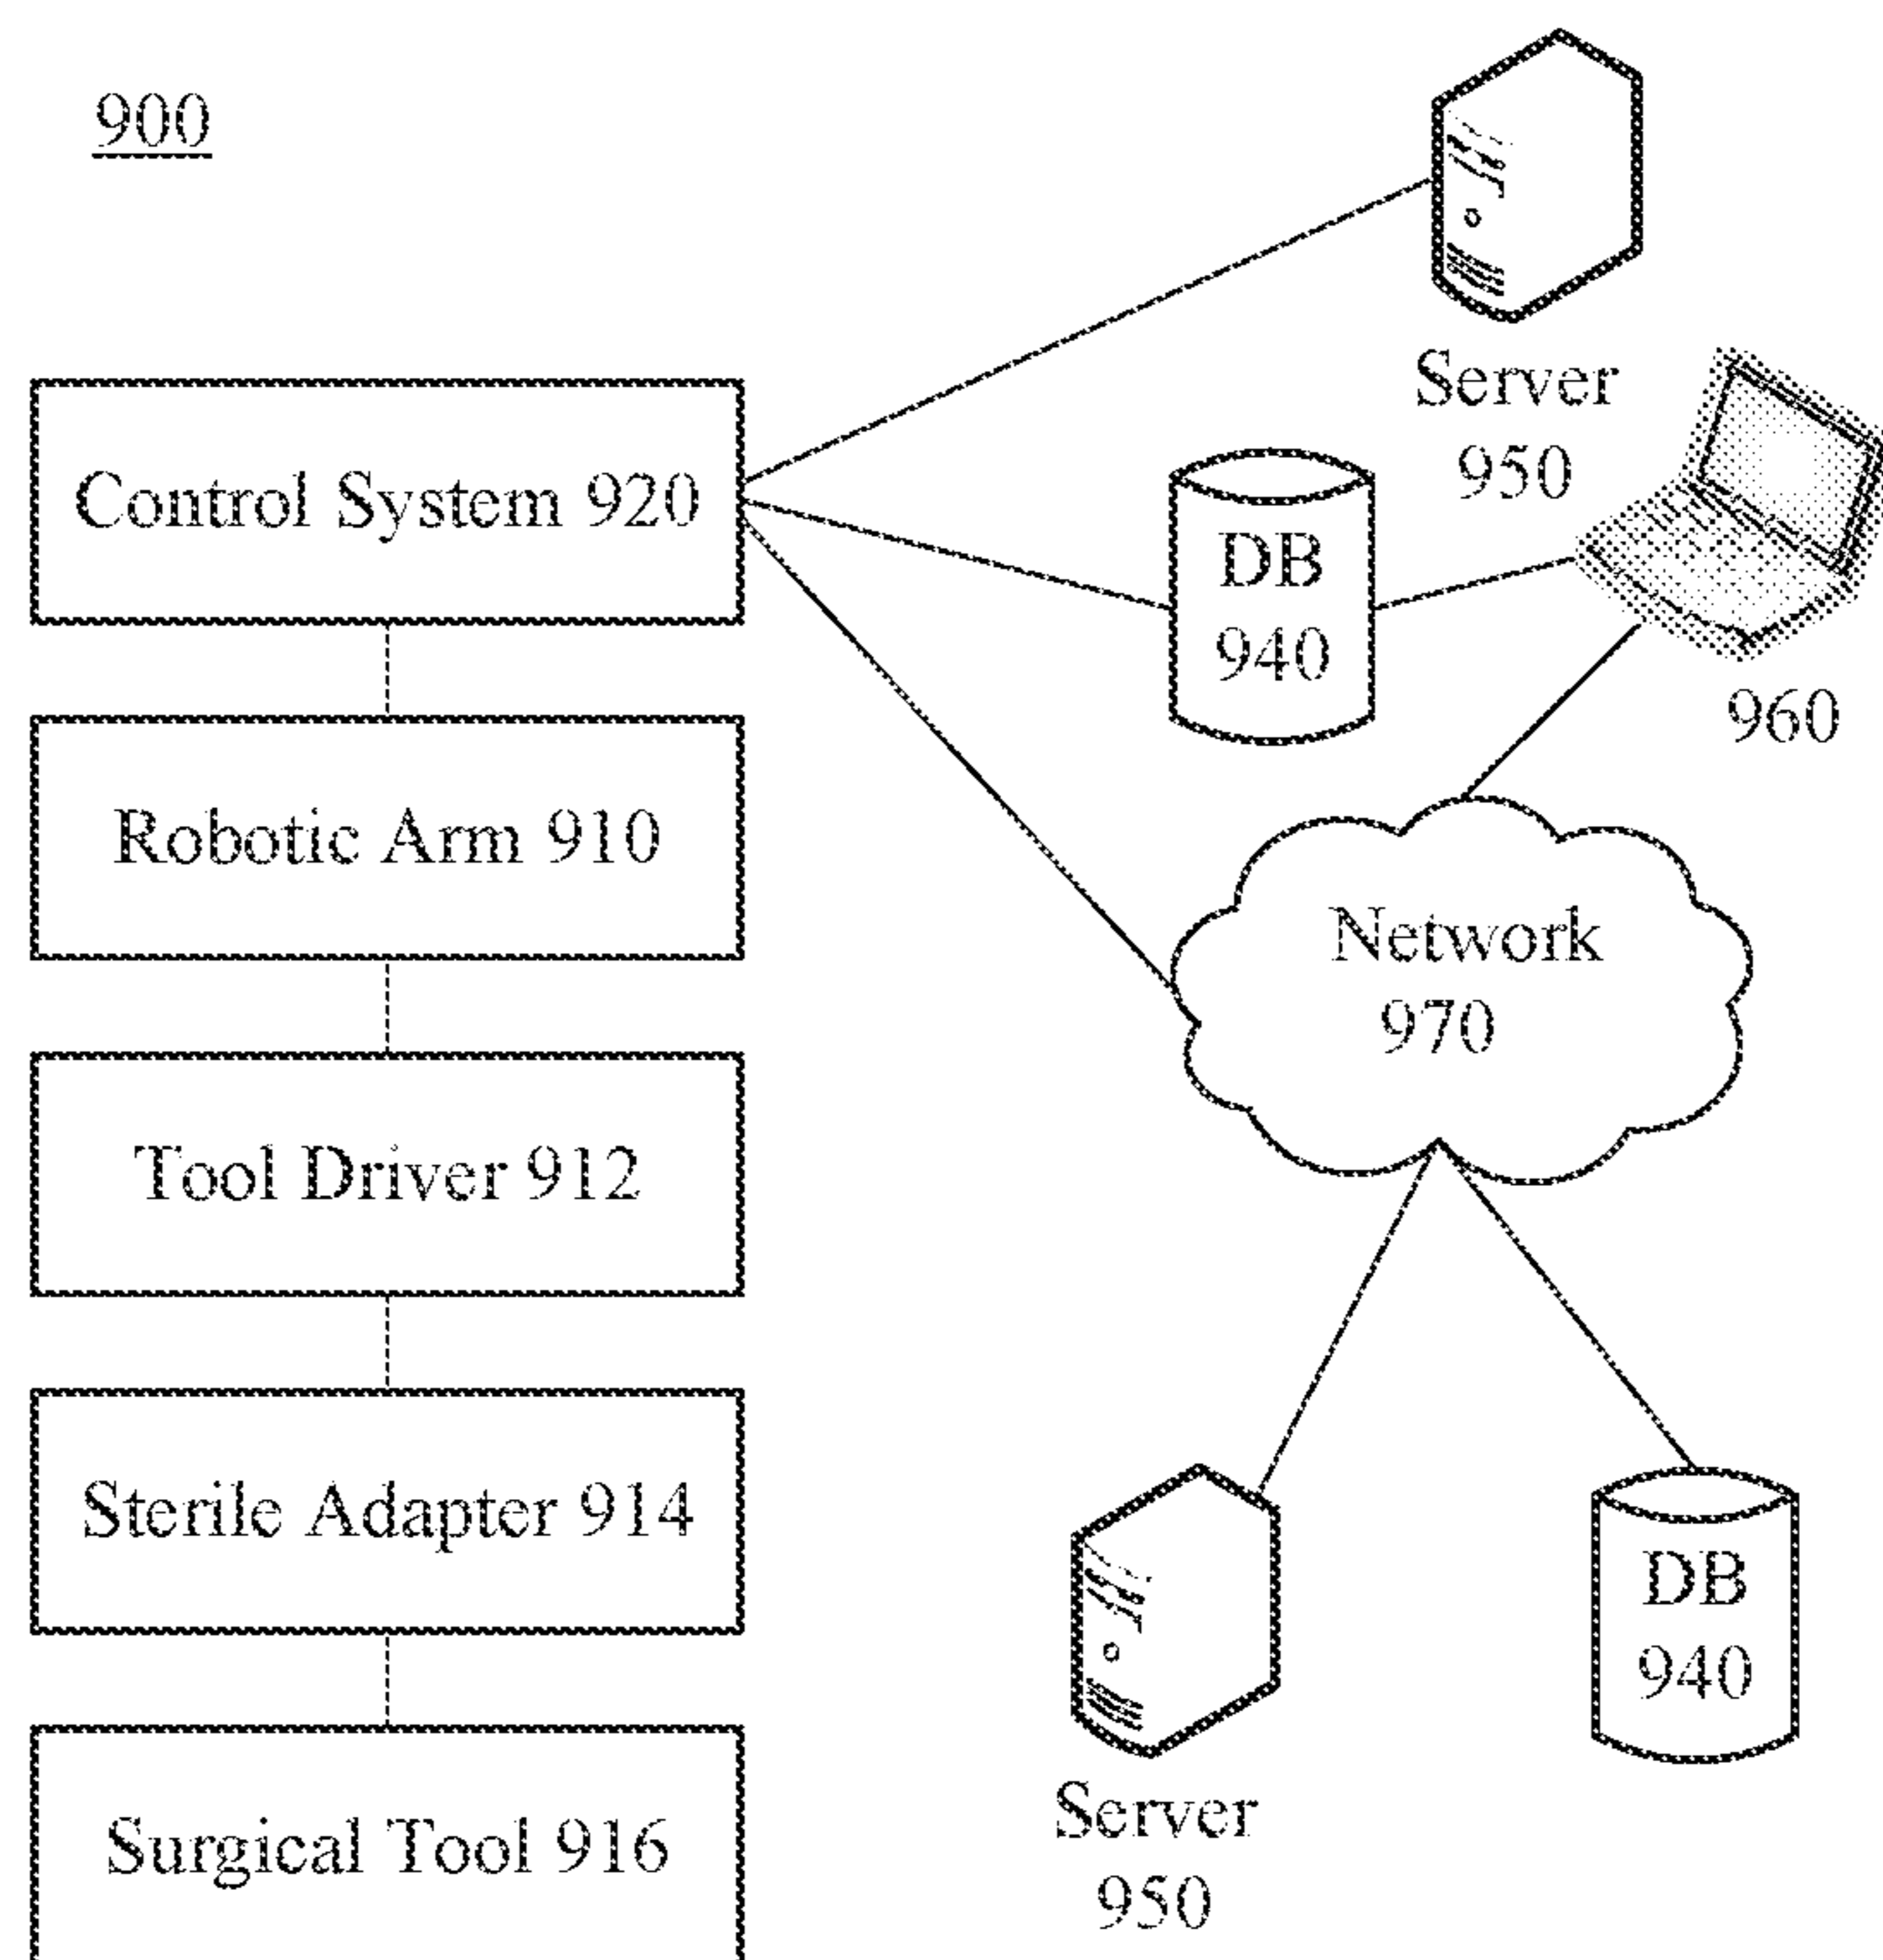 900
Server
950
Control System 920
DB
940
960
Robotic Arm 910
Network
970
Tool Driver 912
Sterile Adapter 914
DB
940
Surgical Tool 916
Server
950